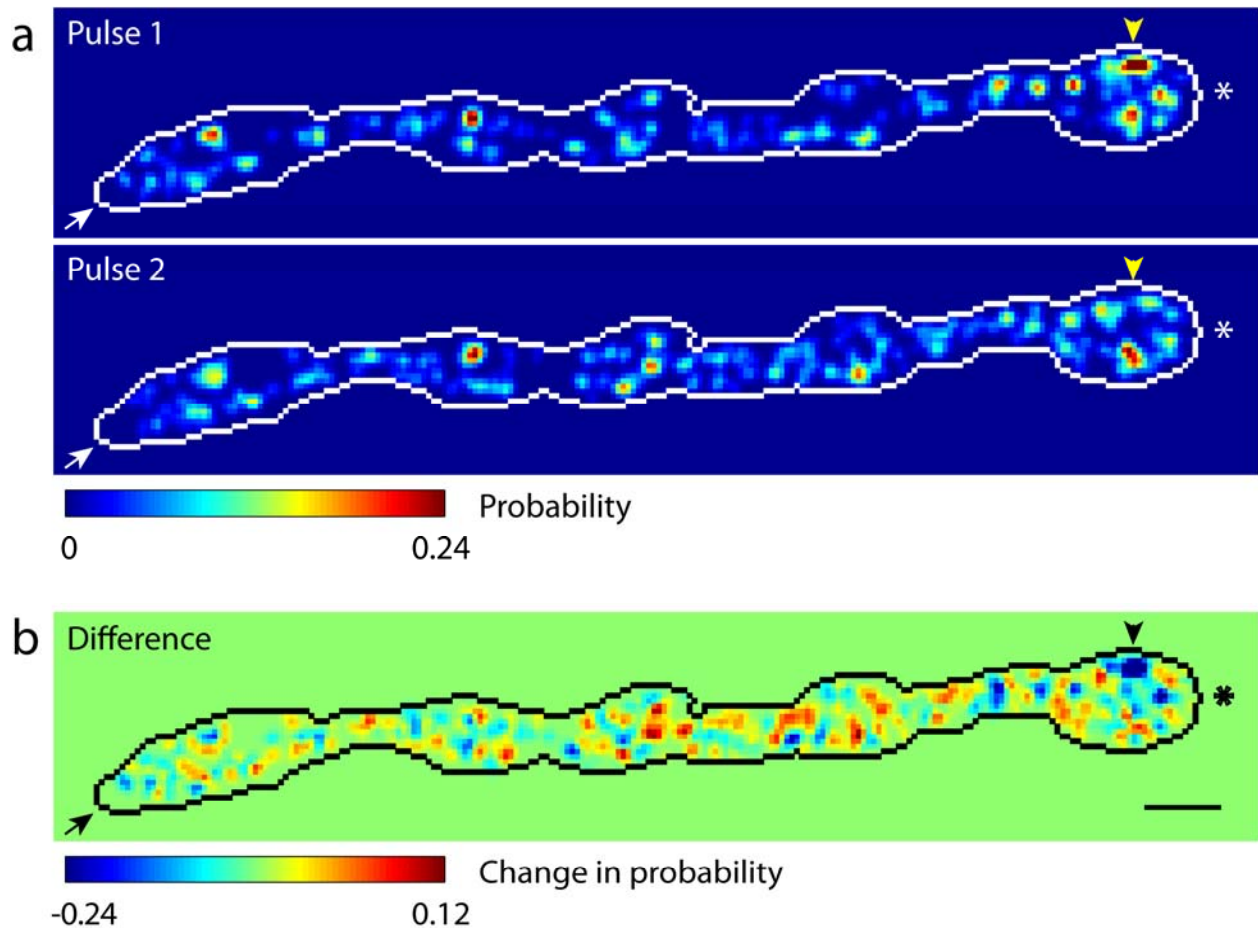 a
Pulse 1
*
Pulse 2
*
Probability
0 0.24
b
Difference
*
Change in probability
-0.24 0.12